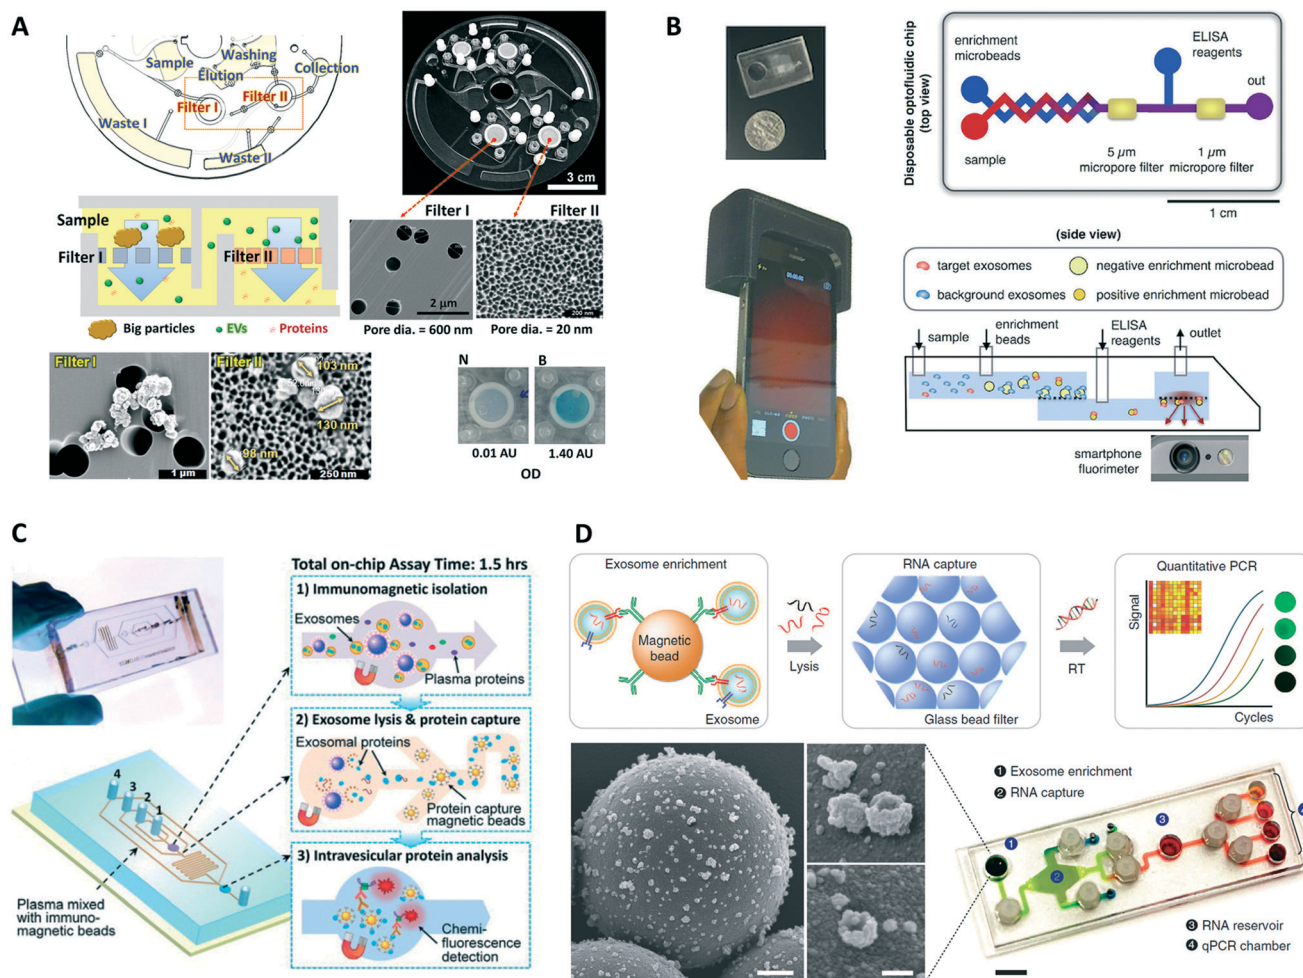 A
Sample
Washing
Elution
Collection
Filter I
Filter II
Waste I
Waste II
3 cm
Sample
Filter I
Filter II
Big particles
EVs
Proteins
Filter I
Filter II
2 µm
200 nm
Pore dia. = 600 nm
Pore dia. = 20 nm
Filter I
1 µm
Filter II
103 nm
130 nm
98 nm
250 nm
N
B
0.01 AU
1.40 AU
OD
B
Disposable optofluidic chip
(top view)
enrichment
microbeads
ELISA
reagents
out
sample
5 µm
micropore filter
1 µm
micropore filter
1 cm
(side view)
target exosomes
negative enrichment microbead
background exosomes
positive enrichment microbead
sample
enrichment
beads
ELISA
reagents
outlet
smartphone
fluorimeter
C
Total on-chip Assay Time: 1.5 hrs
1) Immunomagnetic isolation
Exosomes
Plasma proteins
2) Exosome lysis & protein capture
Exosomal proteins
Protein capture
magnetic beads
3) Intravesicular protein analysis
Chemi-
fluorescence
detection
4
3
2
1
Plasma mixed
with immuno-
magnetic beads
D
Exosome enrichment
Magnetic
bead
Exosome
Lysis
RNA capture
Glass bead filter
RT
Quantitative PCR
Signal
Cycles
1 Exosome enrichment
2 RNA capture
1
2
3
3 RNA reservoir
4 qPCR chamber